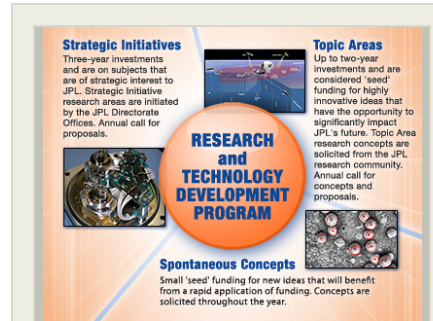 Strategic Initiatives
Three-year investments
and are on subjects that
are of strategic interest to
JPL. Strategic Initiative
research areas are initiated
by the JPL Directorate
Offices. Annual call for
proposals.
Topic Areas
Up to two-year
investments and are
considered 'seed'
funding for highly
innovative ideas that
have the opportunity to
significantly impact
JPL's future. Topic Area
research concepts are
solicited from the JPL
research community.
Annual call for
concepts and
proposals.
RESEARCH
and
TECHNOLOGY
DEVELOPMENT
PROGRAM
Spontaneous Concepts
Small 'seed' funding for new ideas that will benefit
from a rapid application of funding. Concepts are
solicited throughout the year.